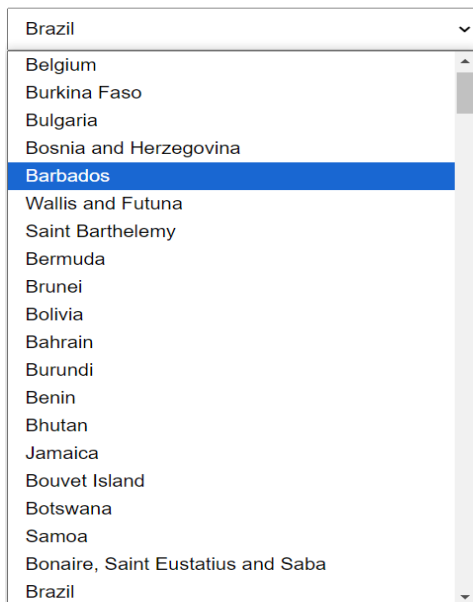 Brazil
Belgium
Burkina Faso
Bulgaria
Bosnia and Herzegovina
Barbados
Wallis and Futuna
Saint Barthelemy
Bermuda
Brunei
Bolivia
Bahrain
Burundi
Benin
Bhutan
Jamaica
Bouvet Island
Botswana
Samoa
Bonaire, Saint Eustatius and Saba
Brazil